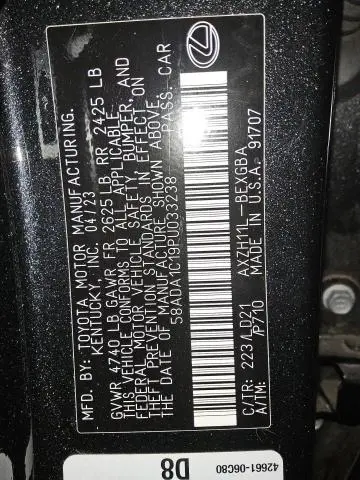 MFD. BY: TOYOTA MOTOR MANUFACTURING.
KENTUCKY, INC. 04/23
GVWR 4740 LB GAWR FR 2625 LB RR 2425 LB
THIS VEHICLE CONFORMS TO ALL APPLICABLE
FEDERAL MOTOR VEHICLE SAFETY, BUMPER, AND
THEFT PREVENTION STANDARDS IN EFFECT ON
THE DATE OF MANUFACTURE SHOWN ABOVE.
58ADA1C19PU033238 PASS. CAR
C/TR: 223/LD21 AXZH11L-BEXGBA
A/TM: /P710 MADE IN U.S.A. 91707
42661-06C80
D8